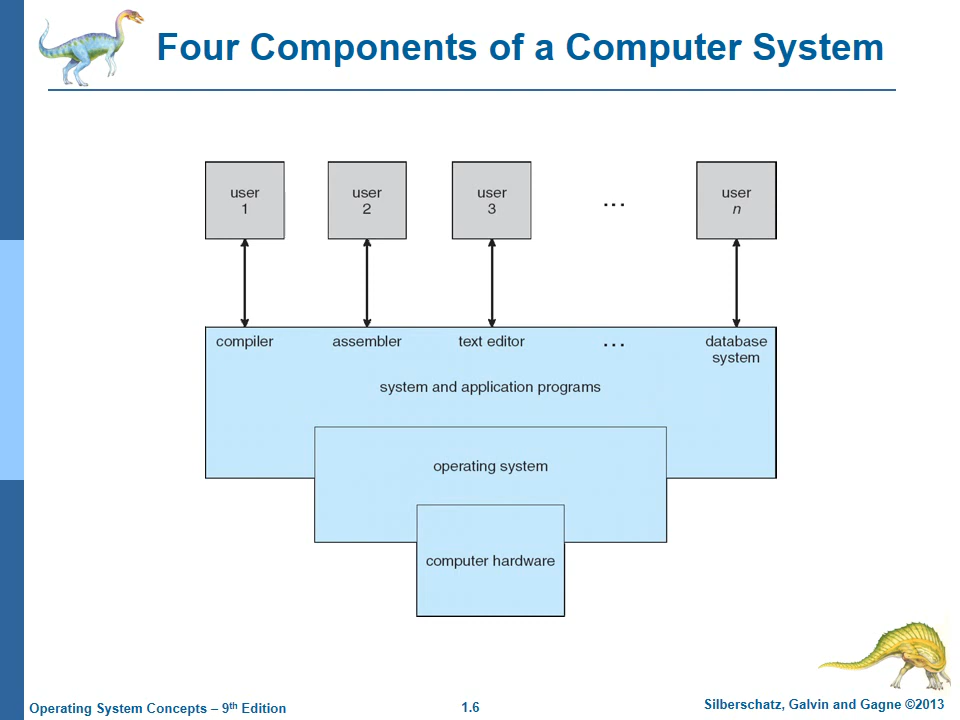 Four Components of a Computer System
user
1
user
2
user
3
...
user
n
compiler
assembler
text editor
...
database
system
system and application programs
operating system
computer hardware
Operating System Concepts – 9th Edition
1.6
Silberschatz, Galvin and Gagne ©2013